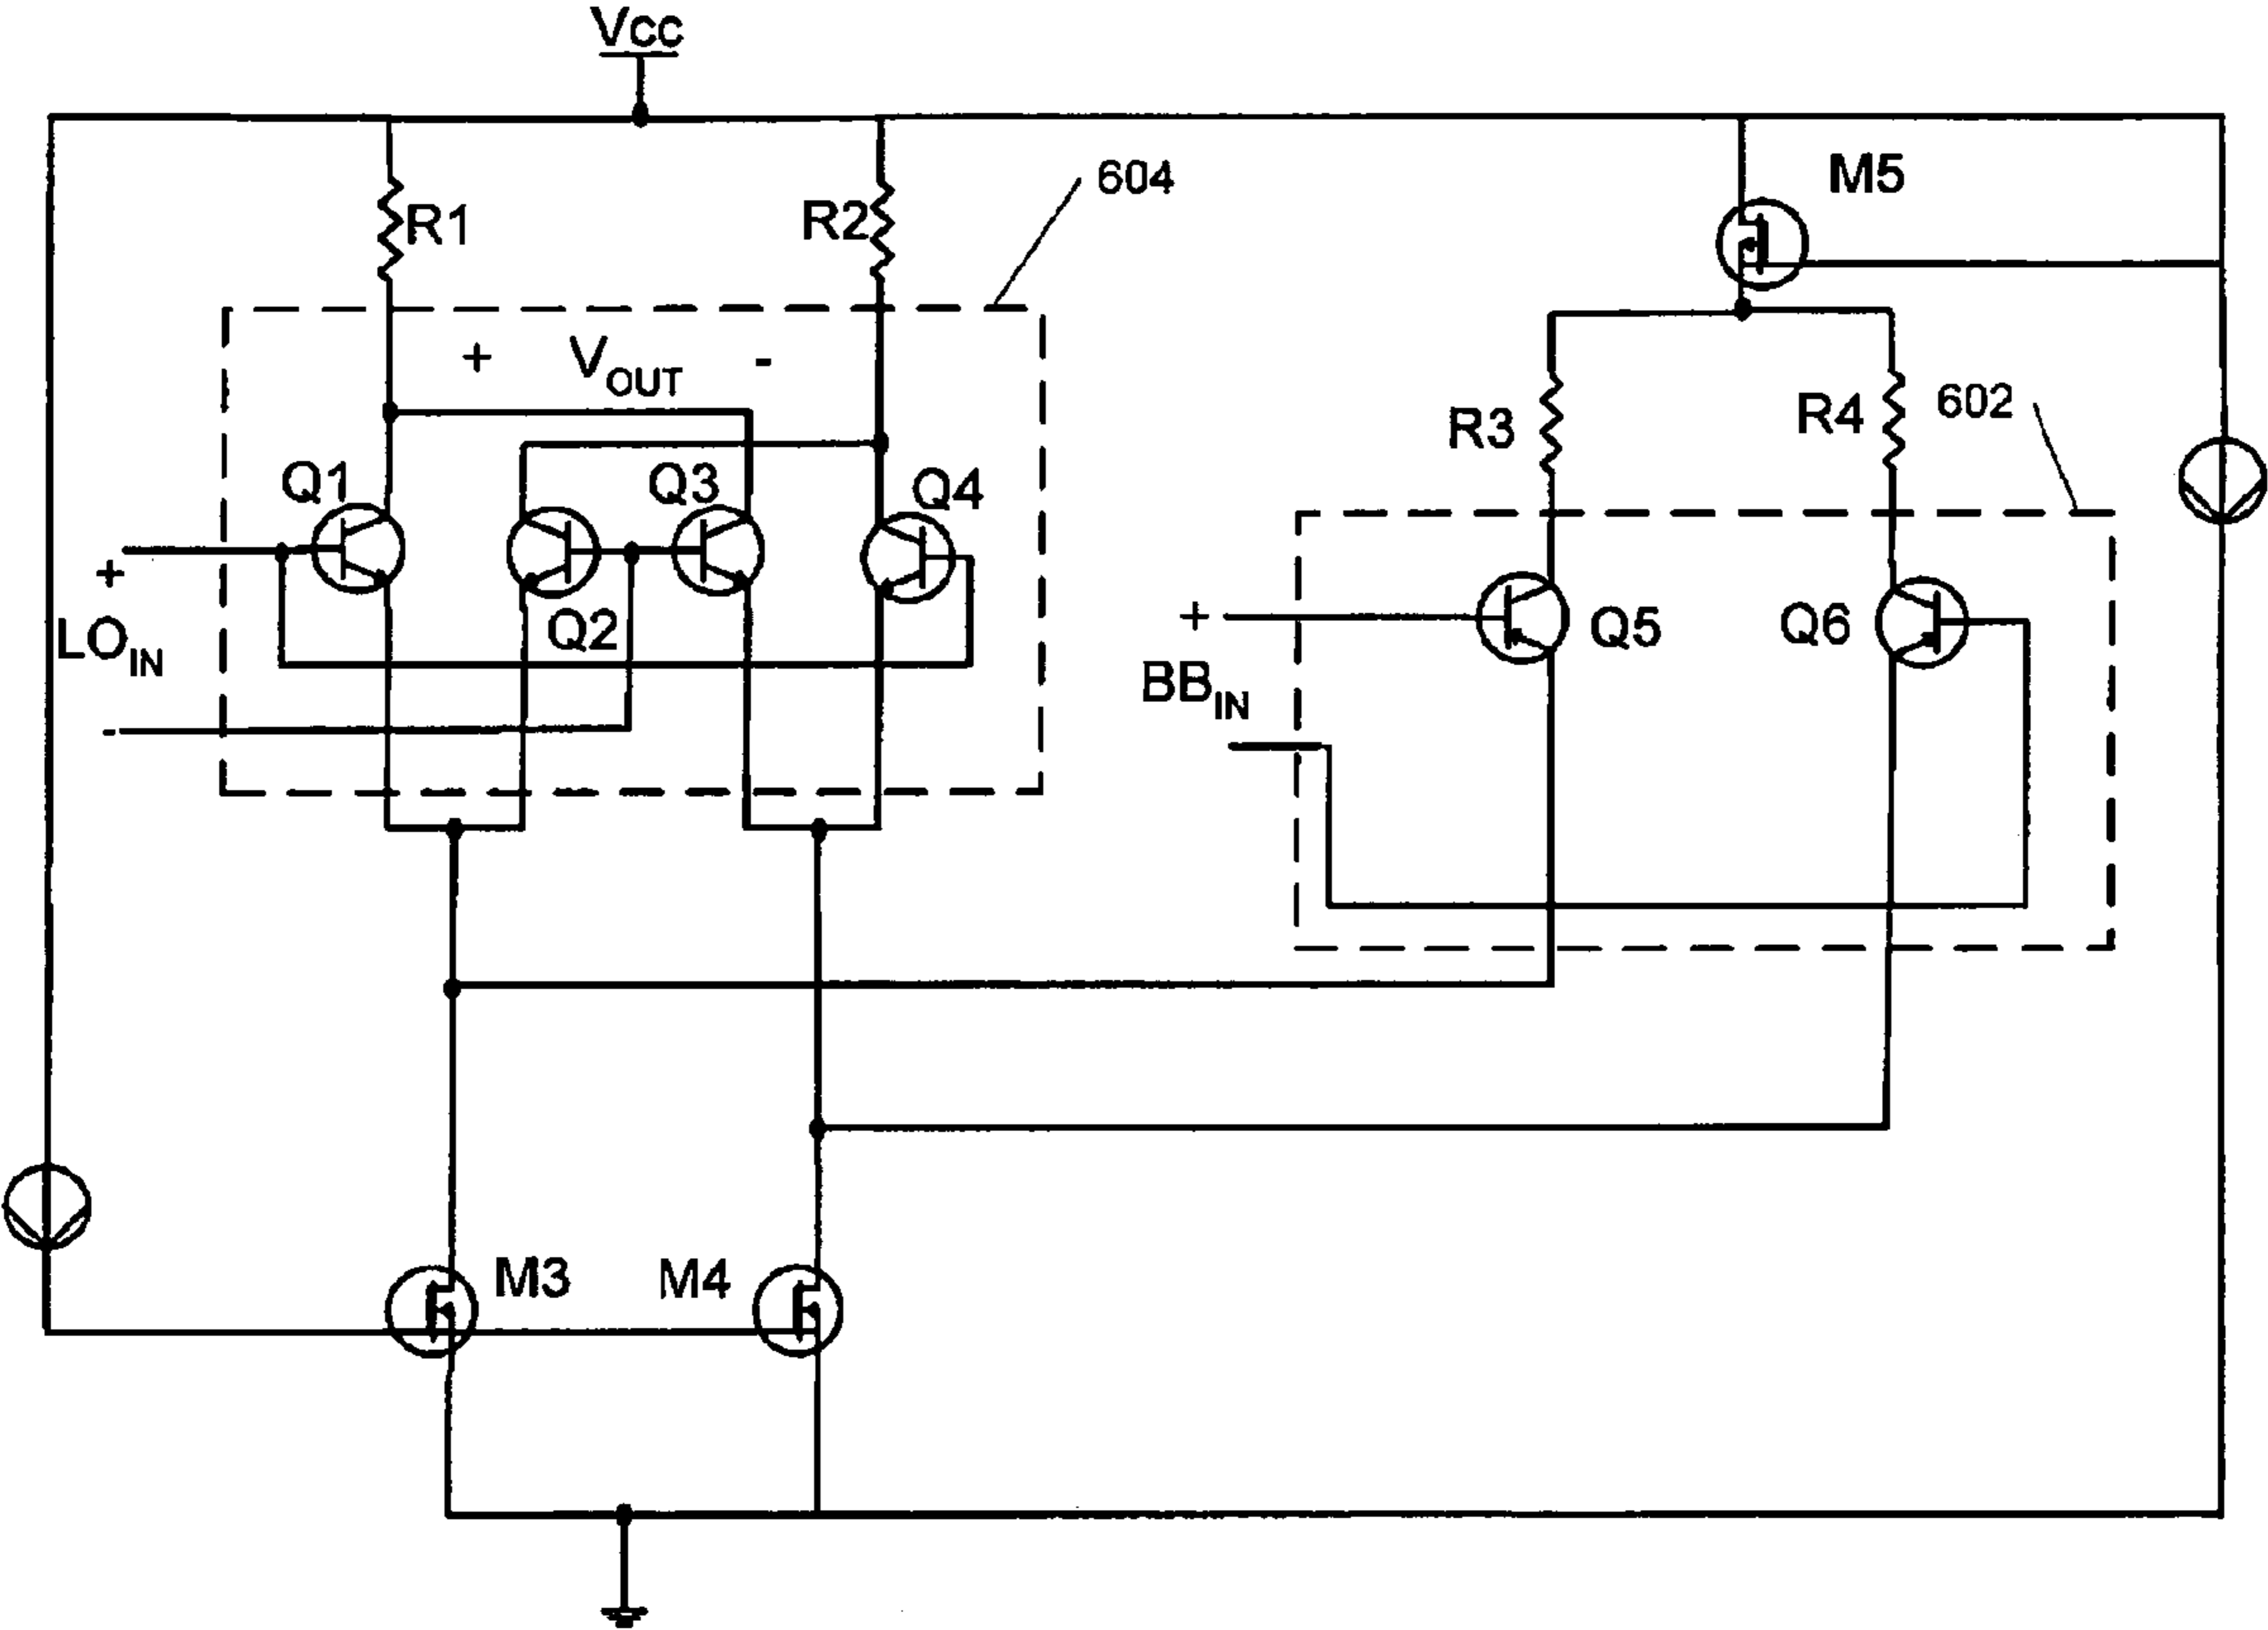 Vcc
604
M5
R1
R2
+ VOUT -
602
R3
R4
Q1
Q3
Q4
+
LOIN
-
Q2
+
BBIN
Q5
Q6
M3
M4